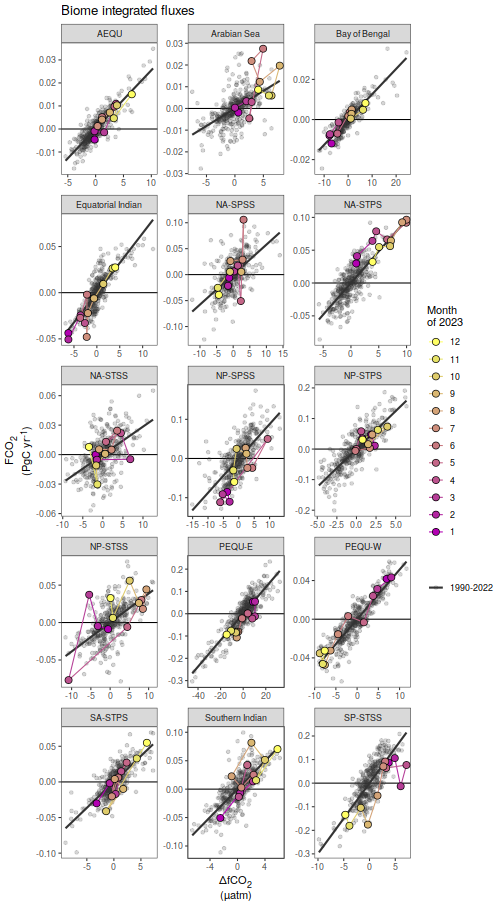 Biome integrated fluxes
AEQU
Arabian Sea
Bay of Bengal
0.03
0.02
0.01
0.00
-0.01
-5 0 5 10
0.03
0.02
0.01
0.00
-0.01
-0.02
-0.03
-5 0 5
0.02
0.00
-0.02
-10 0 10 20
Equatorial Indian
NA-SPSS
NA-STPS
0.05
0.00
-0.05
-5 0 5 10
0.10
0.05
0.00
-0.05
-0.10
-10 -5 0 5 10 15
0.10
0.05
0.00
-0.05
-5 0 5 10
NA-STSS
NP-SPSS
NP-STPS
0.06
0.03
0.00
-0.03
-0.06
-10 -5 0 5 10
0.1
0.0
-0.1
-15 -10 -5 0 5 10
0.2
0.1
0.0
-0.1
-0.2
-5.0 -2.5 0.0 2.5 5.0
NP-STSS
PEQU-E
PEQU-W
0.05
0.00
-0.05
-10 -5 0 5 10
0.2
0.1
0.0
-0.1
-0.2
-0.3
-40 -20 0 20
0.04
0.00
-0.04
-10 -5 0 5 10
SA-STPS
Southern Indian
SP-STSS
0.05
0.00
-0.05
-0.10
-5 0 5
0.10
0.05
0.00
-0.05
-0.10
-4 0 4
0.2
0.1
0.0
-0.1
-0.2
-0.3
-10 -5 0 5
FCO₂
(PgC yr⁻¹)
ΔfCO₂
(µatm)
Month
of 2023
12
11
10
9
8
7
6
5
4
3
2
1
1990-2022